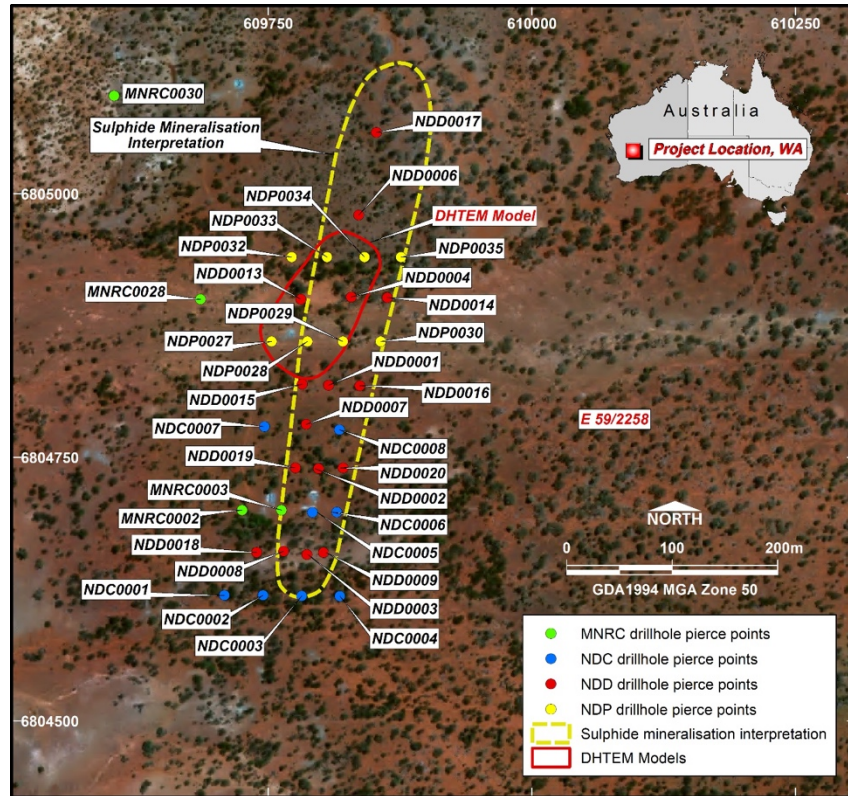 609750
610000
610250
MNRC0030
Sulphide Mineralisation
Interpretation
NDD0017
Australia
Project Location, WA
6805000
6805000
NDD0006
NDP0034
NDP0033
DHTEM Model
NDP0032
NDP0035
NDD0013
NDD0004
MNRC0028
NDD0014
NDP0029
NDP0027
NDP0030
NDP0028
NDD0001
NDD0015
NDD0016
NDD0007
NDC0007
NDC0008
E 59/2258
6804750
6804750
NDD0019
NDD0020
MNRC0003
NDD0002
MNRC0002
NDC0006
NORTH
NDD0018
NDC0005
0
100
200m
NDD0008
NDD0009
GDA1994 MGA Zone 50
NDC0001
NDD0003
NDC0002
NDC0004
NDC0003
MNRC drillhole pierce points
NDC drillhole pierce points
NDD drillhole pierce points
NDP drillhole pierce points
Sulphide mineralisation interpretation
DHTEM Models
6804500